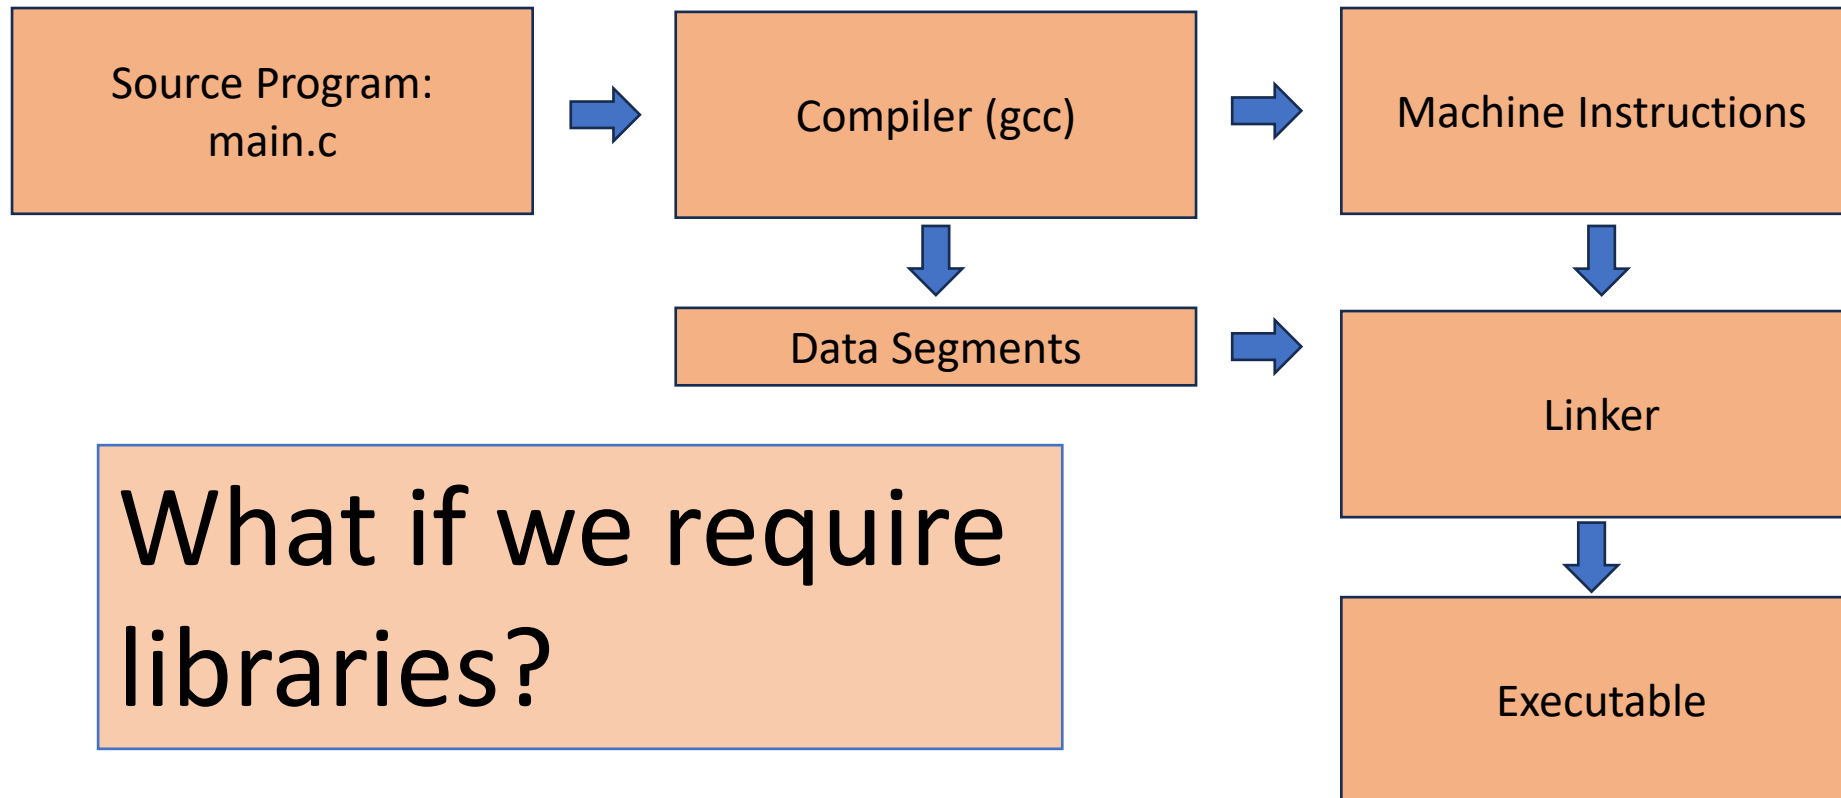 Source Program:
main.c
Compiler (gcc)
Machine Instructions
Data Segments
Linker
What if we require
libraries?
Executable